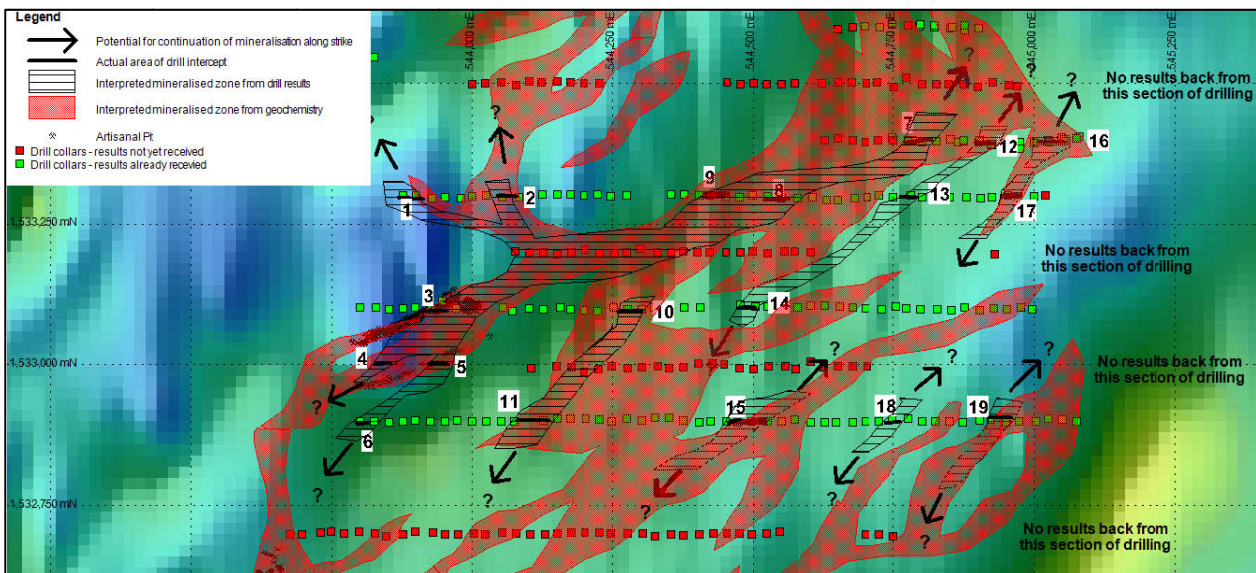 Legend
Potential for continuation of mineralisation along strike
Actual area of drill intercept
Interpreted mineralised zone from drill results
Interpreted mineralised zone from geochemistry
Artisanal Pt
Drill collars - results not yet received
Drill collars - results already recevied
544,000 mE
544,250 mE
544,500 mE
544,750 mE
545,000 mE
545,250 mE
?
?
?
?
?
No results back from
this section of drilling
7
12
16
9
8
13
1
2
17
1,533,250 mN
No results back from
this section of drilling
3
10
14
4
5
1,533,000 mN
?
?
?
No results back from
this section of drilling
?
11
15
18
19
6
?
?
?
?
1,532,750 mN
?
?
No results back from
this section of drilling